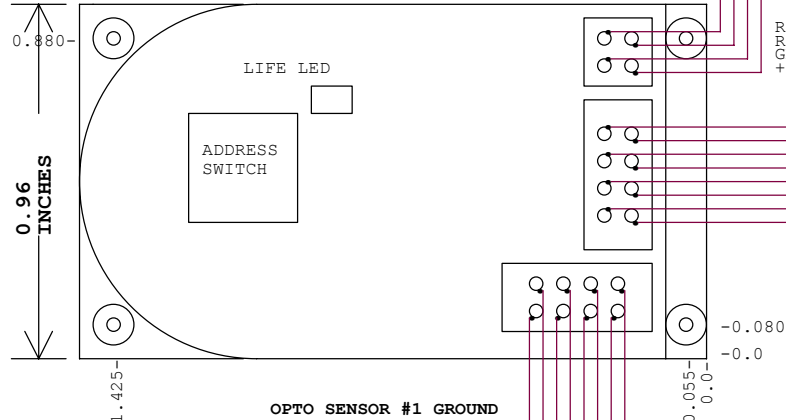 0.880-
R
R
G
+
LIFE LED
ADDRESS
SWITCH
0.96
INCHES
-0.080
-0.0
1.425-
0.055-
0.0-
OPTO SENSOR #1 GROUND